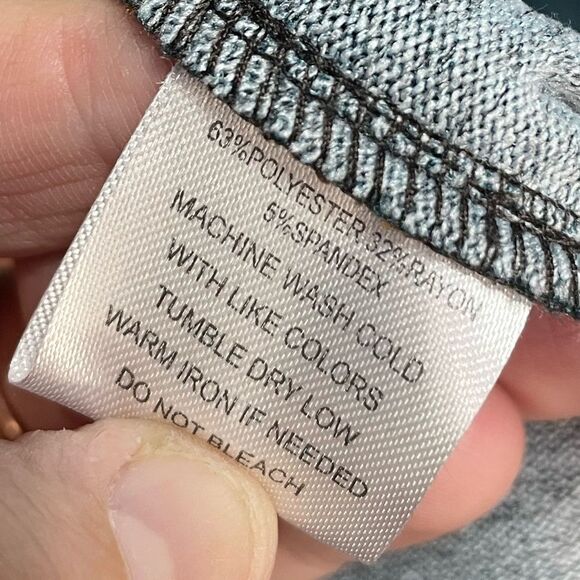 63%POLYESTER 32%RAYON
5%SPANDEX
MACHINE WASH COLD
WITH LIKE COLORS
TUMBLE DRY LOW
WARM IRON IF NEEDED
DO NOT BLEACH